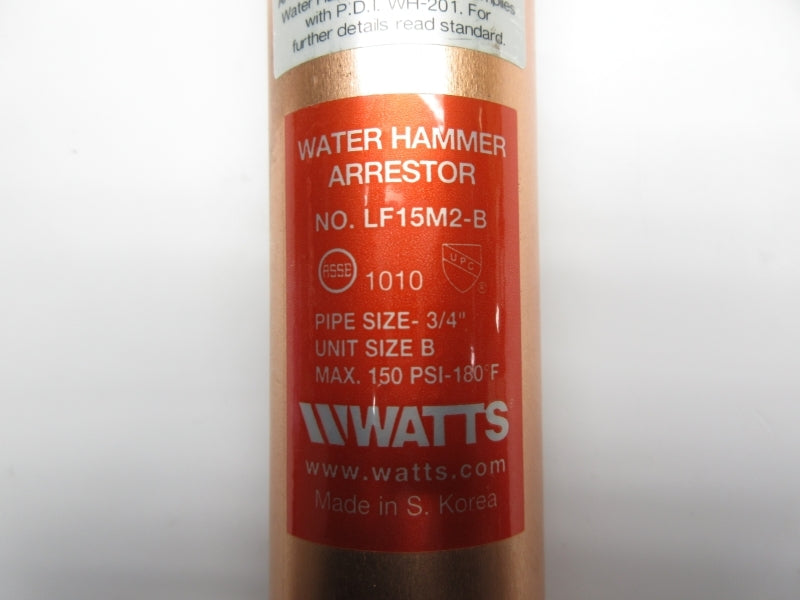 with P.D.I. WH-201. For
further details read standard.
WATER HAMMER
ARRESTOR
NO. LF15M2-B
ASSE 1010 UPC ®
PIPE SIZE- 3/4"
UNIT SIZE B
MAX. 150 PSI-180°F
WATTS
www.watts.com
Made in S. Korea